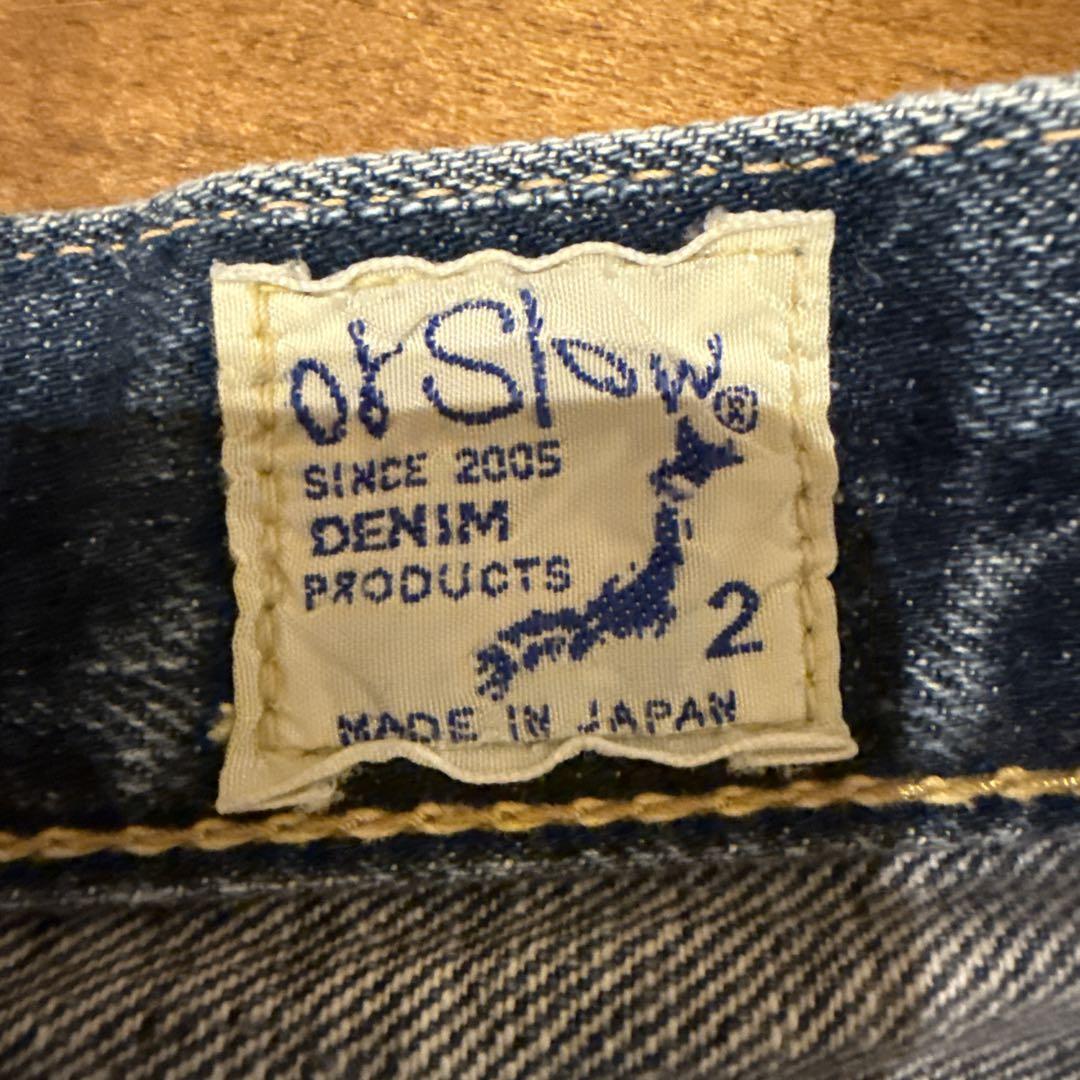 orSlow®
SINCE 2005
DENIM
PRODUCTS
2
MADE IN JAPAN